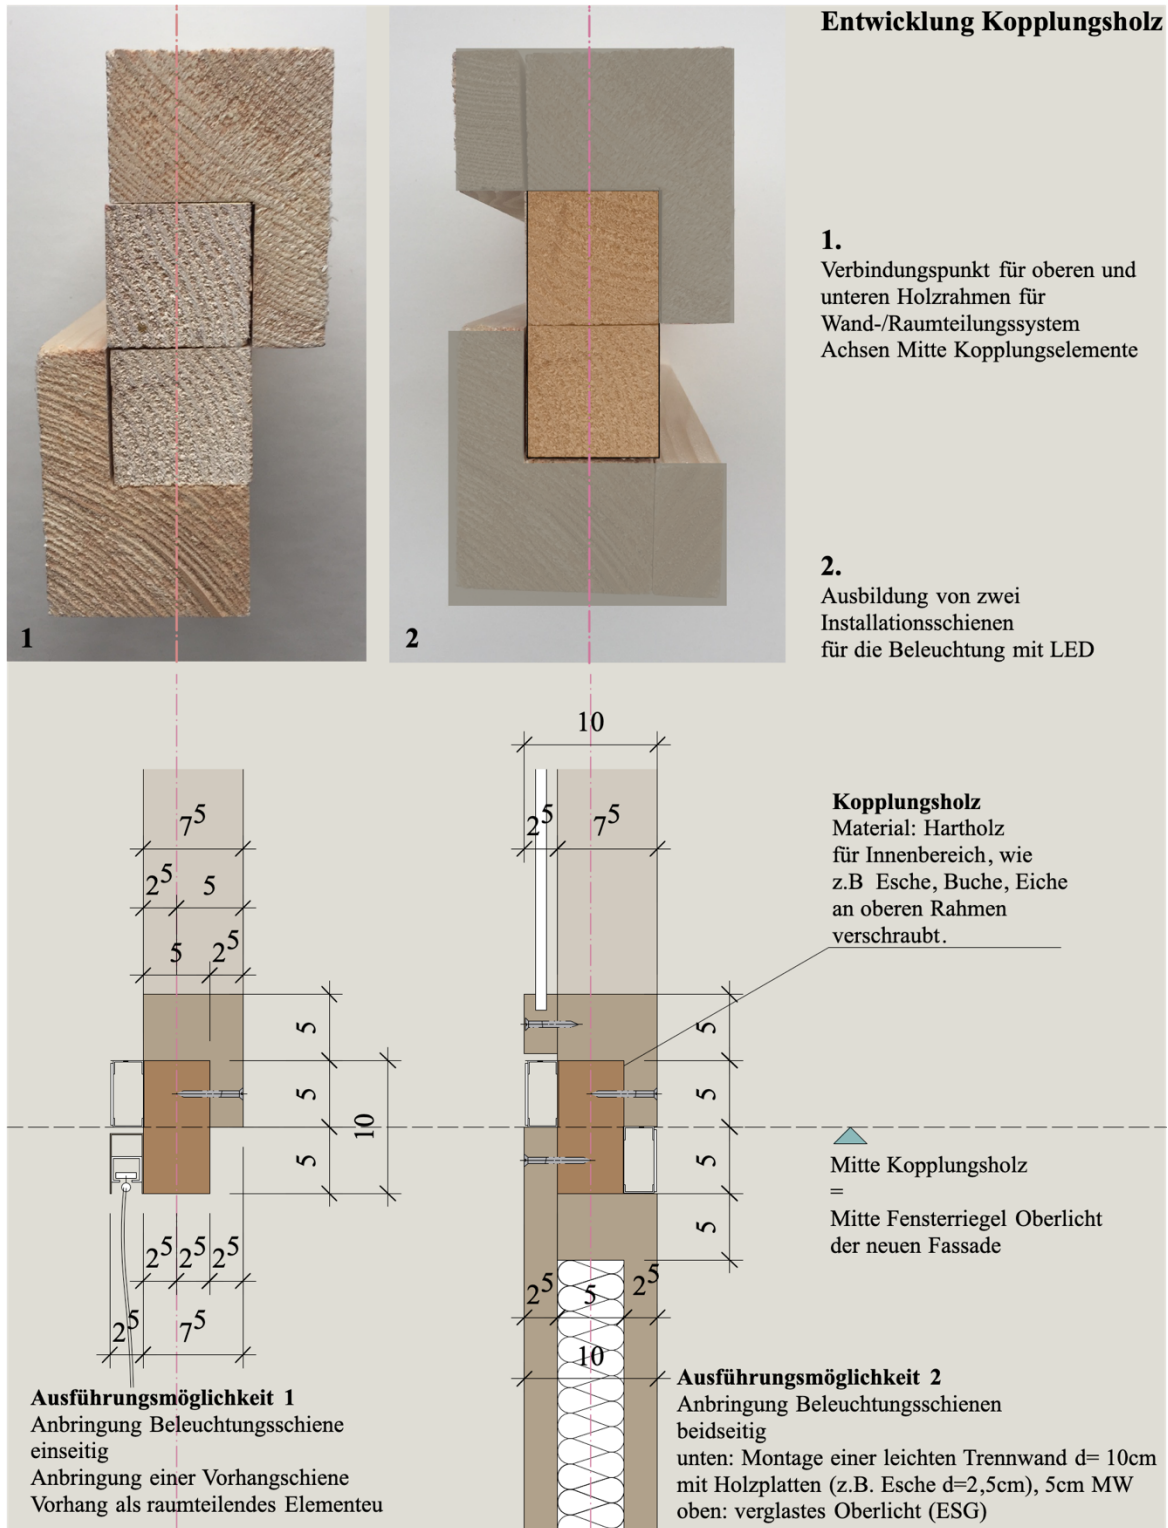 Entwicklung Kopplungsholz
1.
Verbindungspunkt für oberen und
unteren Holzrahmen für
Wand-/Raumteilungssystem
Achsen Mitte Kopplungselemente
2.
Ausbildung von zwei
Installationsschienen
für die Beleuchtung mit LED
1
2
10
7⁵
2⁵ 7⁵
2⁵ 5
5 2⁵
5
5
5
10
5
5
5
5
Kopplungsholz
Material: Hartholz
für Innenbereich, wie
z.B Esche, Buche, Eiche
an oberen Rahmen
verschraubt.
Mitte Kopplungsholz
=
Mitte Fensterriegel Oberlicht
der neuen Fassade
2⁵ 2⁵ 2⁵
2⁵ 7⁵
2⁵ 5 2⁵
10
Ausführungsmöglichkeit 1
Anbringung Beleuchtungsschiene
einseitig
Anbringung einer Vorhangschiene
Vorhang als raumteilendes Elementeu
Ausführungsmöglichkeit 2
Anbringung Beleuchtungsschienen
beidseitig
unten: Montage einer leichten Trennwand d= 10cm
mit Holzplatten (z.B. Esche d=2,5cm), 5cm MW
oben: verglastes Oberlicht (ESG)